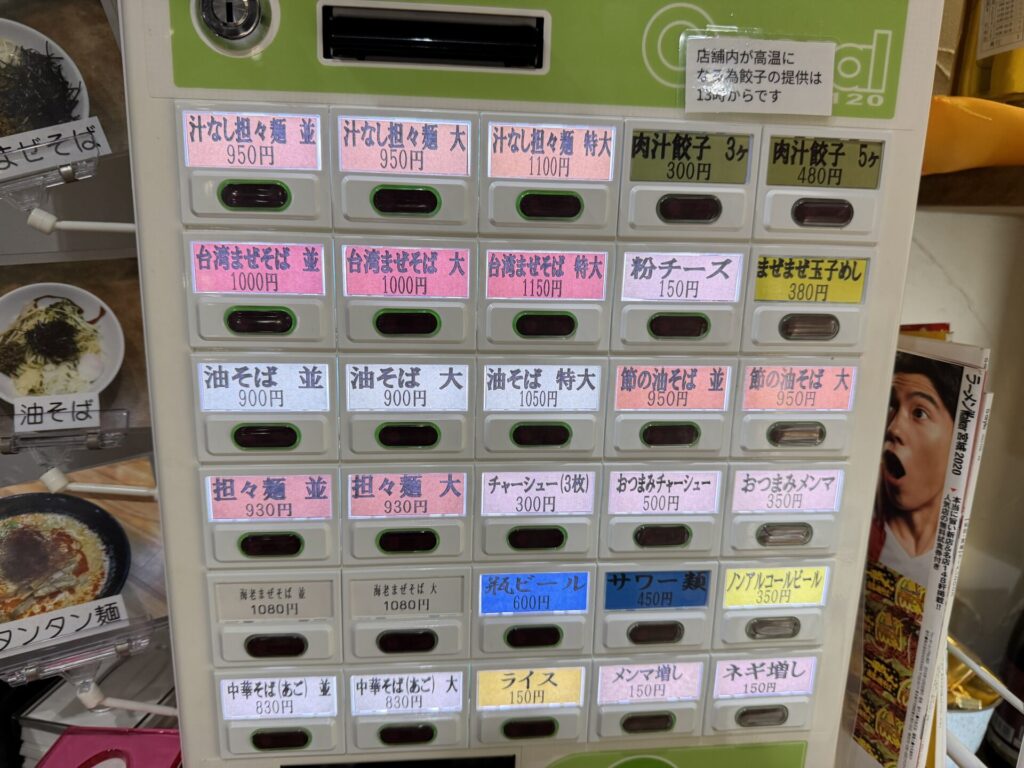 店舗内が高温に
なる為餃子の提供は
13時からです
120
汁なし担々麺 並
950円
汁なし担々麺 大
950円
汁なし担々麺 特大
1100円
肉汁餃子 3ヶ
300円
肉汁餃子 5ヶ
480円
台湾まぜそば 並
1000円
台湾まぜそば 大
1000円
台湾まぜそば 特大
1150円
粉チーズ
150円
まぜまぜ玉子めし
380円
油そば 並
900円
油そば 大
900円
油そば 特大
1050円
節の油そば 並
950円
節の油そば 大
950円
担々麺 並
930円
担々麺 大
930円
チャーシュー(3枚)
300円
おつまみチャーシュー
500円
おつまみメンマ
350円
海老まぜそば 並
1080円
海老まぜそば 大
1080円
瓶ビール
600円
サワー類
450円
ノンアルコールビール
350円
中華そば(あご) 並
830円
中華そば(あご) 大
830円
ライス
150円
メンマ増し
150円
ネギ増し
150円
まぜそば
油そば
タンタン麺
宮城 2020